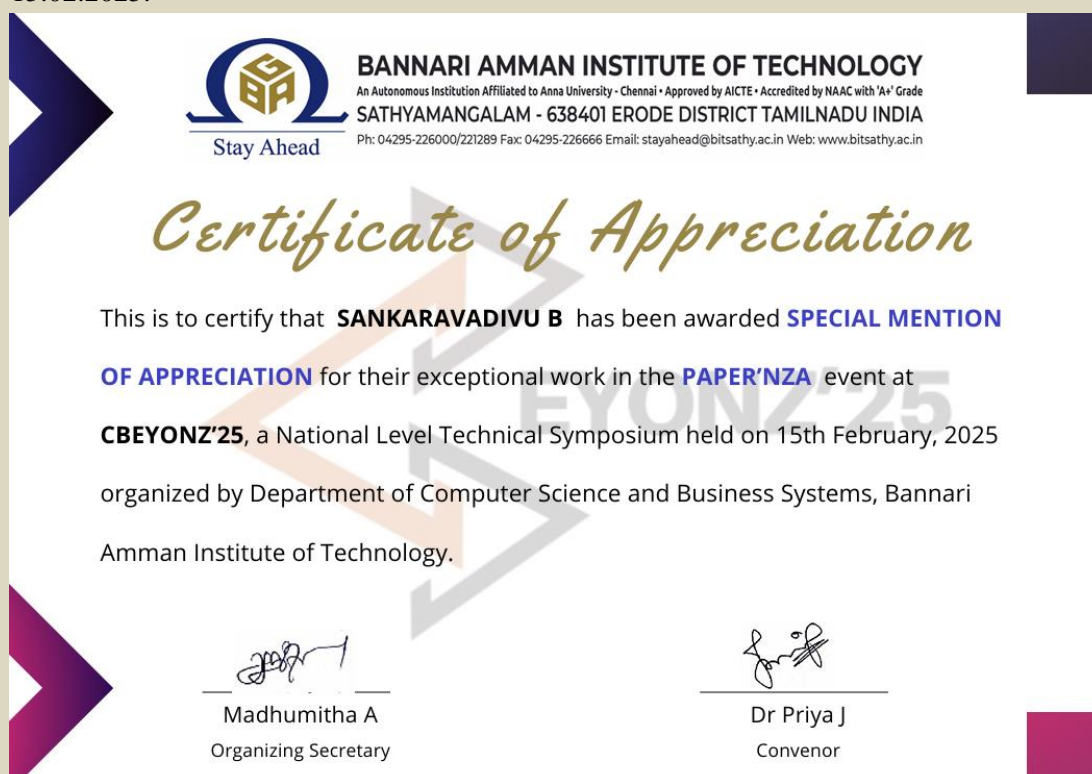 GBA
Stay Ahead
BANNARI AMMAN INSTITUTE OF TECHNOLOGY
An Autonomous Institution Affiliated to Anna University - Chennai • Approved by AICTE • Accredited by NAAC with 'A+' Grade
SATHYAMANGALAM - 638401 ERODE DISTRICT TAMILNADU INDIA
Ph: 04295-226000/221289 Fax: 04295-226666 Email: stayahead@bitsathy.ac.in Web: www.bitsathy.ac.in
Certificate of Appreciation
This is to certify that SANKARAVADIVU B has been awarded SPECIAL MENTION
OF APPRECIATION for their exceptional work in the PAPER’NZA event at
EYONZ'25
CBEYONZ’25, a National Level Technical Symposium held on 15th February, 2025
organized by Department of Computer Science and Business Systems, Bannari
Amman Institute of Technology.
Madhumitha A
Organizing Secretary
Dr Priya J
Convenor